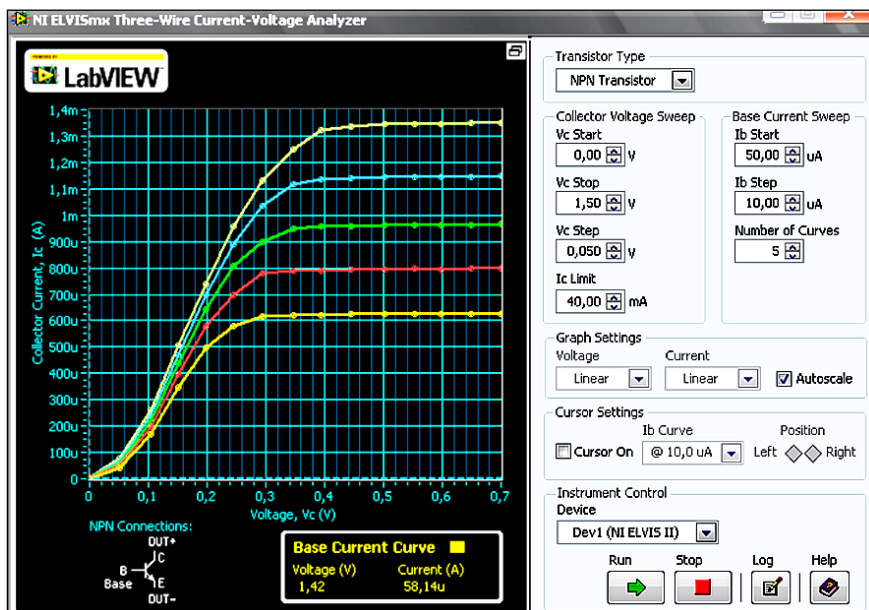 NI ELVISmx Three-Wire Current-Voltage Analyzer
POWERED BY
LabVIEW
Collector Current, Ic (A)
1,4m
1,3m
1,2m
1,1m
1m
900u
800u
700u
600u
500u
400u
300u
200u
100u
0
0 0,1 0,2 0,3 0,4 0,5 0,6 0,7
Voltage, Vc (V)
NPN Connections:
DUT+
C
B
Base
E
DUT-
Base Current Curve
Voltage (V) Current (A)
1,42 58,14u
Transistor Type
NPN Transistor
Collector Voltage Sweep
Vc Start
0,00 V
Vc Stop
1,50 V
Vc Step
0,050 V
Ic Limit
40,00 mA
Base Current Sweep
Ib Start
50,00 uA
Ib Step
10,00 uA
Number of Curves
5
Graph Settings
Voltage Current
Linear Linear Autoscale
Cursor Settings
Ib Curve Position
Cursor On @ 10,0 uA Left Right
Instrument Control
Device
Dev1 (NI ELVIS II)
Run Stop Log Help